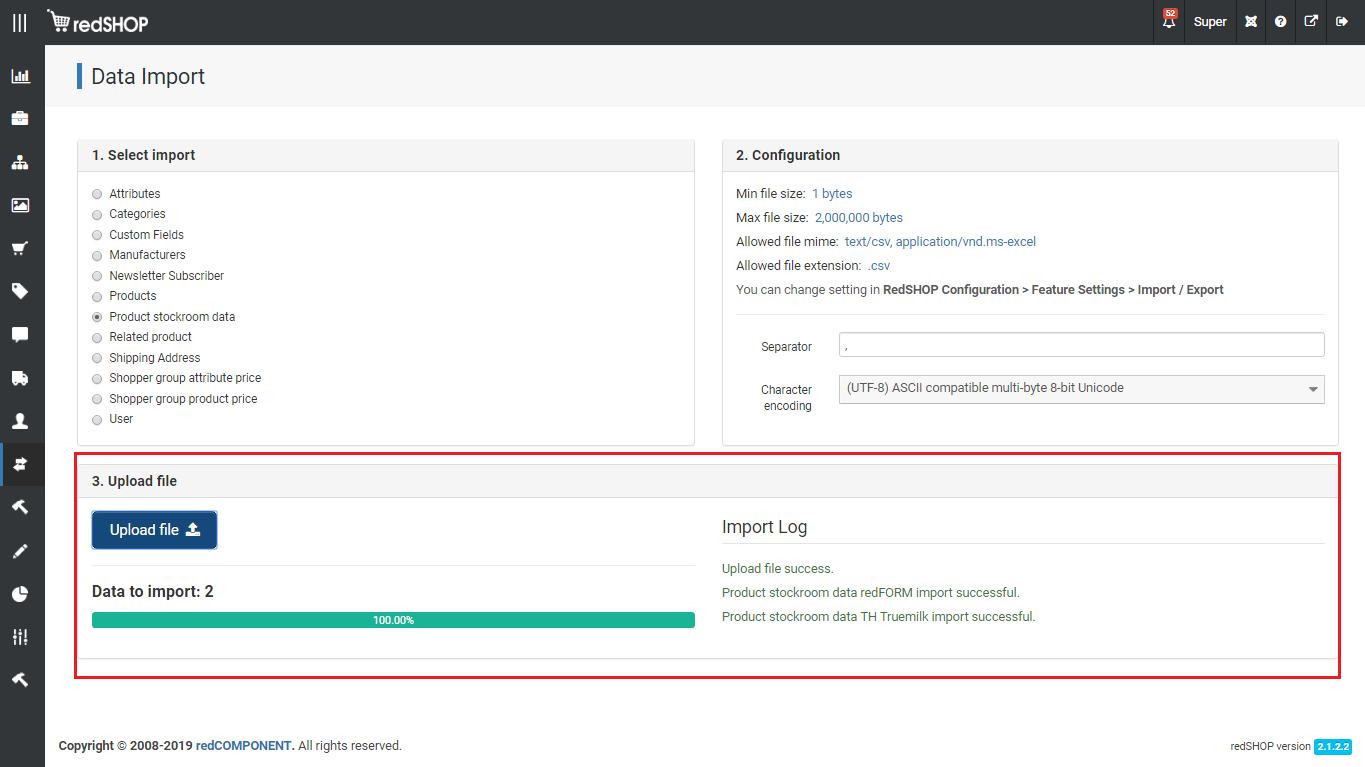 redSHOP
52
Super
Data Import
1. Select import
Attributes
Categories
Custom Fields
Manufacturers
Newsletter Subscriber
Products
Product stockroom data
Related product
Shipping Address
Shopper group attribute price
Shopper group product price
User
2. Configuration
Min file size: 1 bytes
Max file size: 2,000,000 bytes
Allowed file mime: text/csv, application/vnd.ms-excel
Allowed file extension: .csv
You can change setting in RedSHOP Configuration > Feature Settings > Import / Export
Separator ,
Character encoding (UTF-8) ASCII compatible multi-byte 8-bit Unicode
3. Upload file
Upload file
Data to import: 2
100.00%
Import Log
Upload file success.
Product stockroom data redFORM import successful.
Product stockroom data TH Truemilk import successful.
Copyright © 2008-2019 redCOMPONENT. All rights reserved.
redSHOP version 2.1.2.2